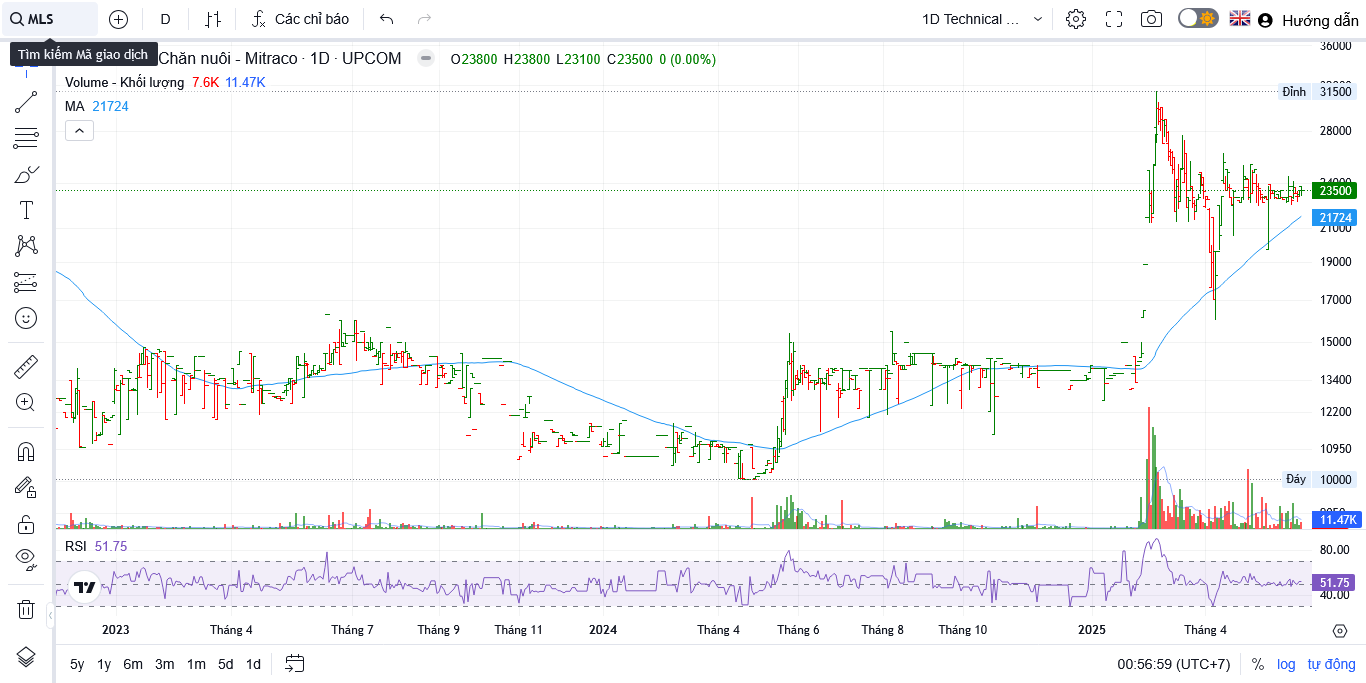 MLS D Các chỉ báo 1D Technical ... Hướng dẫn
Tìm kiếm Mã giao dịch
Chăn nuôi - Mitraco · 1D · UPCOM O23800 H23800 L23100 C23500 0 (0.00%)
Volume - Khối lượng 7.6K 11.47K
MA 21724
36000
Đỉnh 31500
28000
24000
23500
21724
21000
19000
17000
15000
13400
12200
10950
Đáy 10000
11.47K
RSI 51.75
80.00
51.75
40.00
2023 Tháng 4 Tháng 7 Tháng 9 Tháng 11 2024 Tháng 4 Tháng 6 Tháng 8 Tháng 10 2025 Tháng 4
5y 1y 6m 3m 1m 5d 1d 00:56:59 (UTC+7) % log tự động